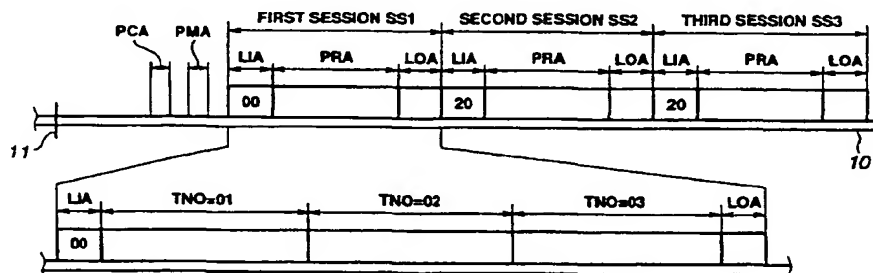 FIRST SESSION SS1 SECOND SESSION SS2 THIRD SESSION SS3
PCA PMA
LIA PRA LOA LIA PRA LOA LIA PRA LOA
00 20 20
11 10
LIA TNO=01 TNO=02 TNO=03 LOA
00